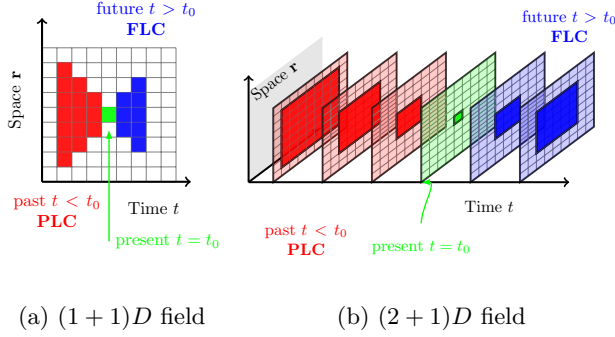 future t > t₀
FLC
Space r
past t < t₀
PLC
Time t
present t = t₀
(a) (1 + 1)D field
future t > t₀
FLC
Space r
Time t
past t < t₀
PLC
present t = t₀
(b) (2 + 1)D field